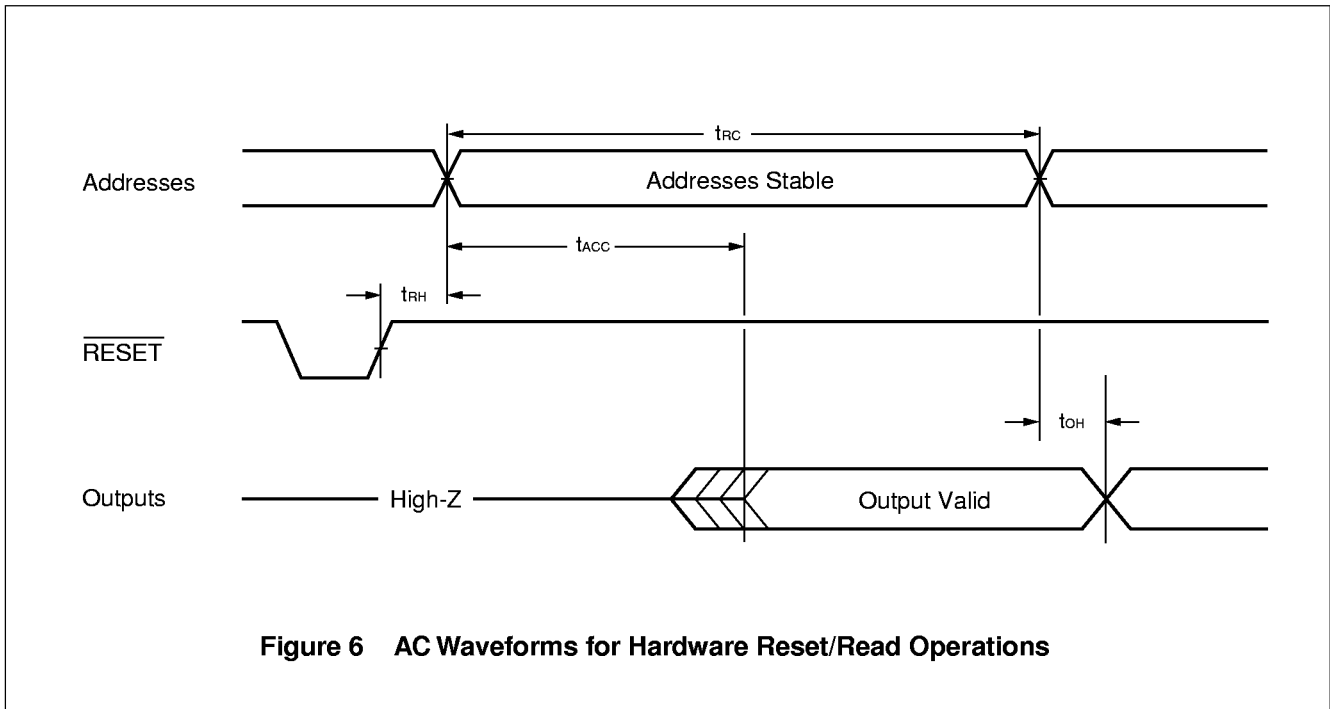 tRC
Addresses
Addresses Stable
tACC
tRH
RESET
tOH
Outputs
High-Z
Output Valid
Figure 6 AC Waveforms for Hardware Reset/Read Operations